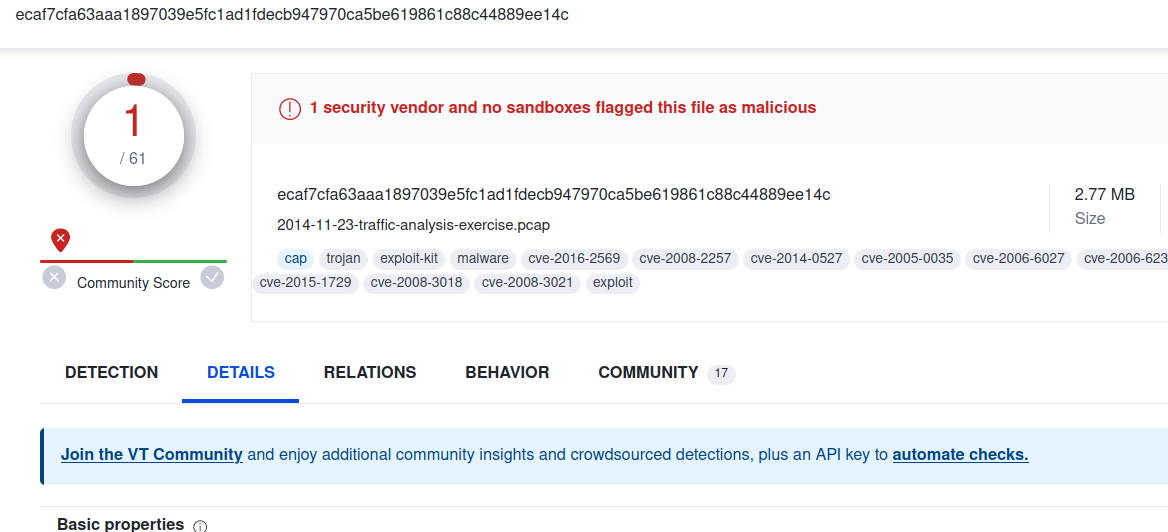 ecaf7cfa63aaa1897039e5fc1ad1fdecb947970ca5be619861c88c44889ee14c
1
/ 61
Community Score
1 security vendor and no sandboxes flagged this file as malicious
ecaf7cfa63aaa1897039e5fc1ad1fdecb947970ca5be619861c88c44889ee14c
2014-11-23-traffic-analysis-exercise.pcap
2.77 MB
Size
cap trojan exploit-kit malware cve-2016-2569 cve-2008-2257 cve-2014-0527 cve-2005-0035 cve-2006-6027 cve-2006-623
cve-2015-1729 cve-2008-3018 cve-2008-3021 exploit
DETECTION DETAILS RELATIONS BEHAVIOR COMMUNITY 17
Join the VT Community and enjoy additional community insights and crowdsourced detections, plus an API key to automate checks.
Basic properties